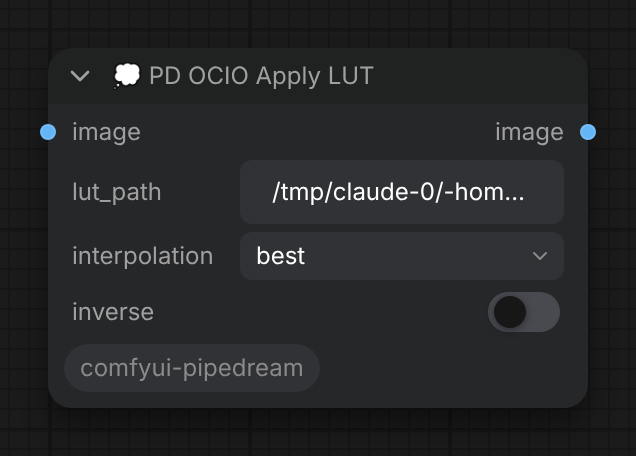 PD OCIO Apply LUT
image image
lut_path /tmp/claude-0/-hom...
interpolation best
inverse
comfyui-pipedream